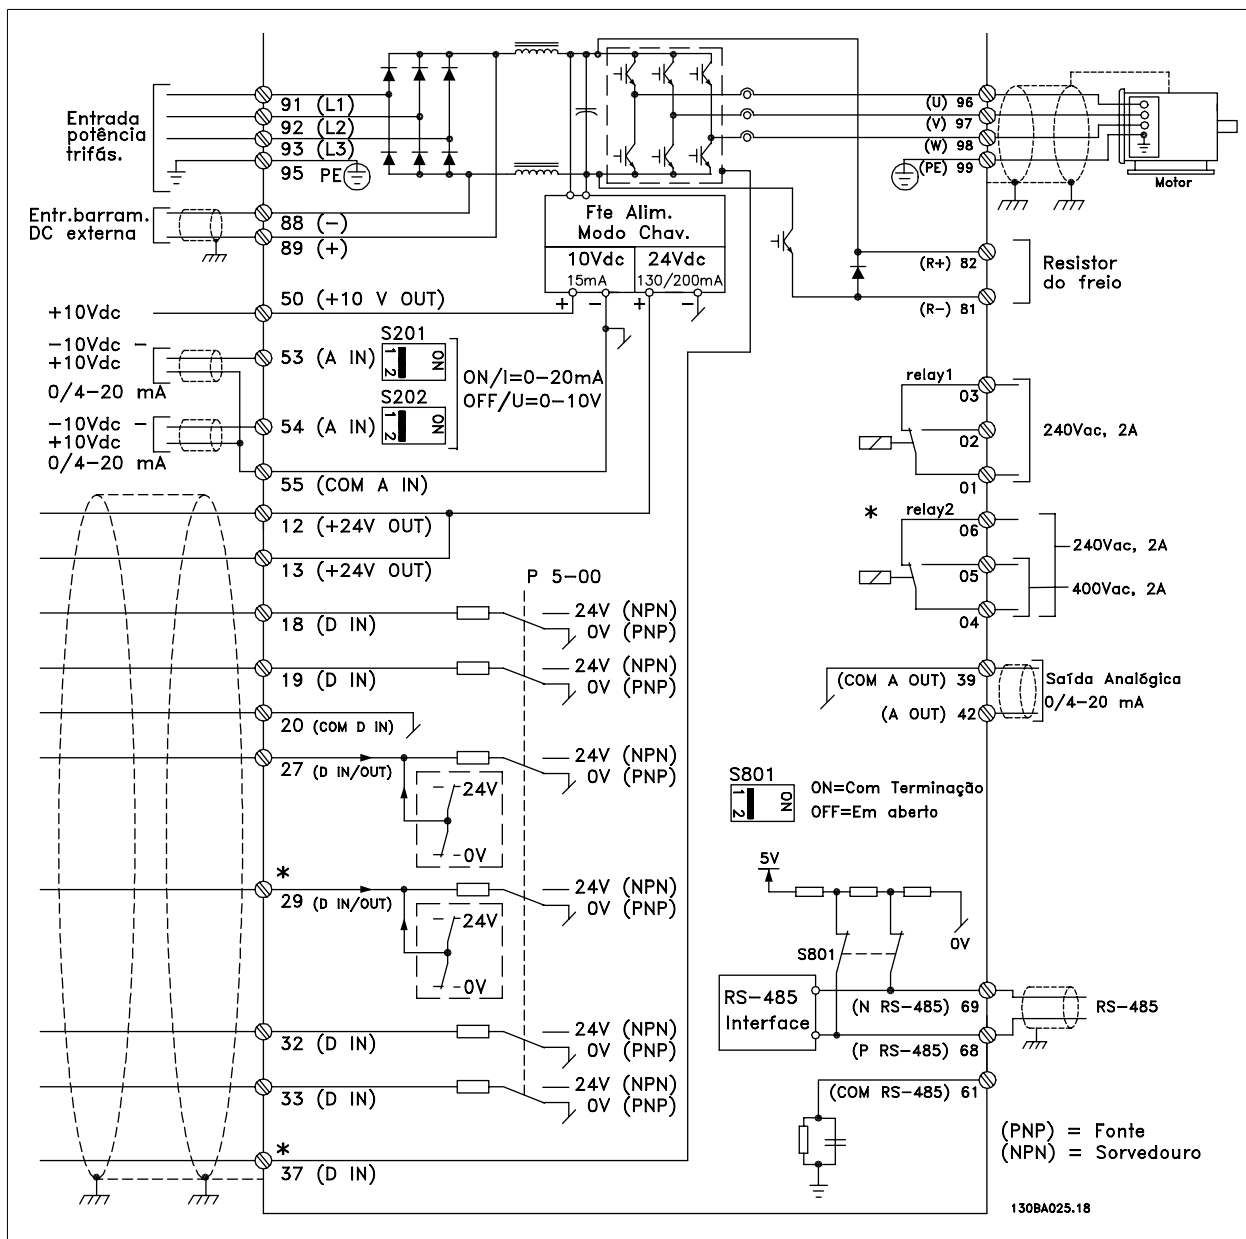 Entrada
potência
trifás.
91 (L1)
92 (L2)
93 (L3)
95 PE
Entr.barram.
DC externa
88 (−)
89 (+)
Fte Alim.
Modo Chav.
10Vdc
15mA
24Vdc
130/200mA
+ − + −
(U) 96
(V) 97
(W) 98
(PE) 99
Motor
(R+) 82
(R−) 81
Resistor
do freio
+10Vdc
50 (+10 V OUT)
−10Vdc −
+10Vdc
0/4−20 mA
53 (A IN)
S201
1 2
ON
ON/I=0−20mA
OFF/U=0−10V
S202
1 2
ON
−10Vdc −
+10Vdc
0/4−20 mA
54 (A IN)
55 (COM A IN)
12 (+24V OUT)
13 (+24V OUT)
relay1
03
02
01
240Vac, 2A
*
relay2
06
05
04
240Vac, 2A
400Vac, 2A
P 5−00
18 (D IN)
24V (NPN)
0V (PNP)
19 (D IN)
24V (NPN)
0V (PNP)
20 (COM D IN)
27 (D IN/OUT)
24V (NPN)
0V (PNP)
24V
0V
*
29 (D IN/OUT)
24V (NPN)
0V (PNP)
24V
0V
32 (D IN)
24V (NPN)
0V (PNP)
33 (D IN)
24V (NPN)
0V (PNP)
*
37 (D IN)
(COM A OUT) 39
(A OUT) 42
Saída Analógica
0/4−20 mA
S801
1 2
ON
ON=Com Terminação
OFF=Em aberto
5V
0V
S801
RS−485
Interface
(N RS−485) 69
(P RS−485) 68
(COM RS−485) 61
RS−485
(PNP) = Fonte
(NPN) = Sorvedouro
130BA025.18